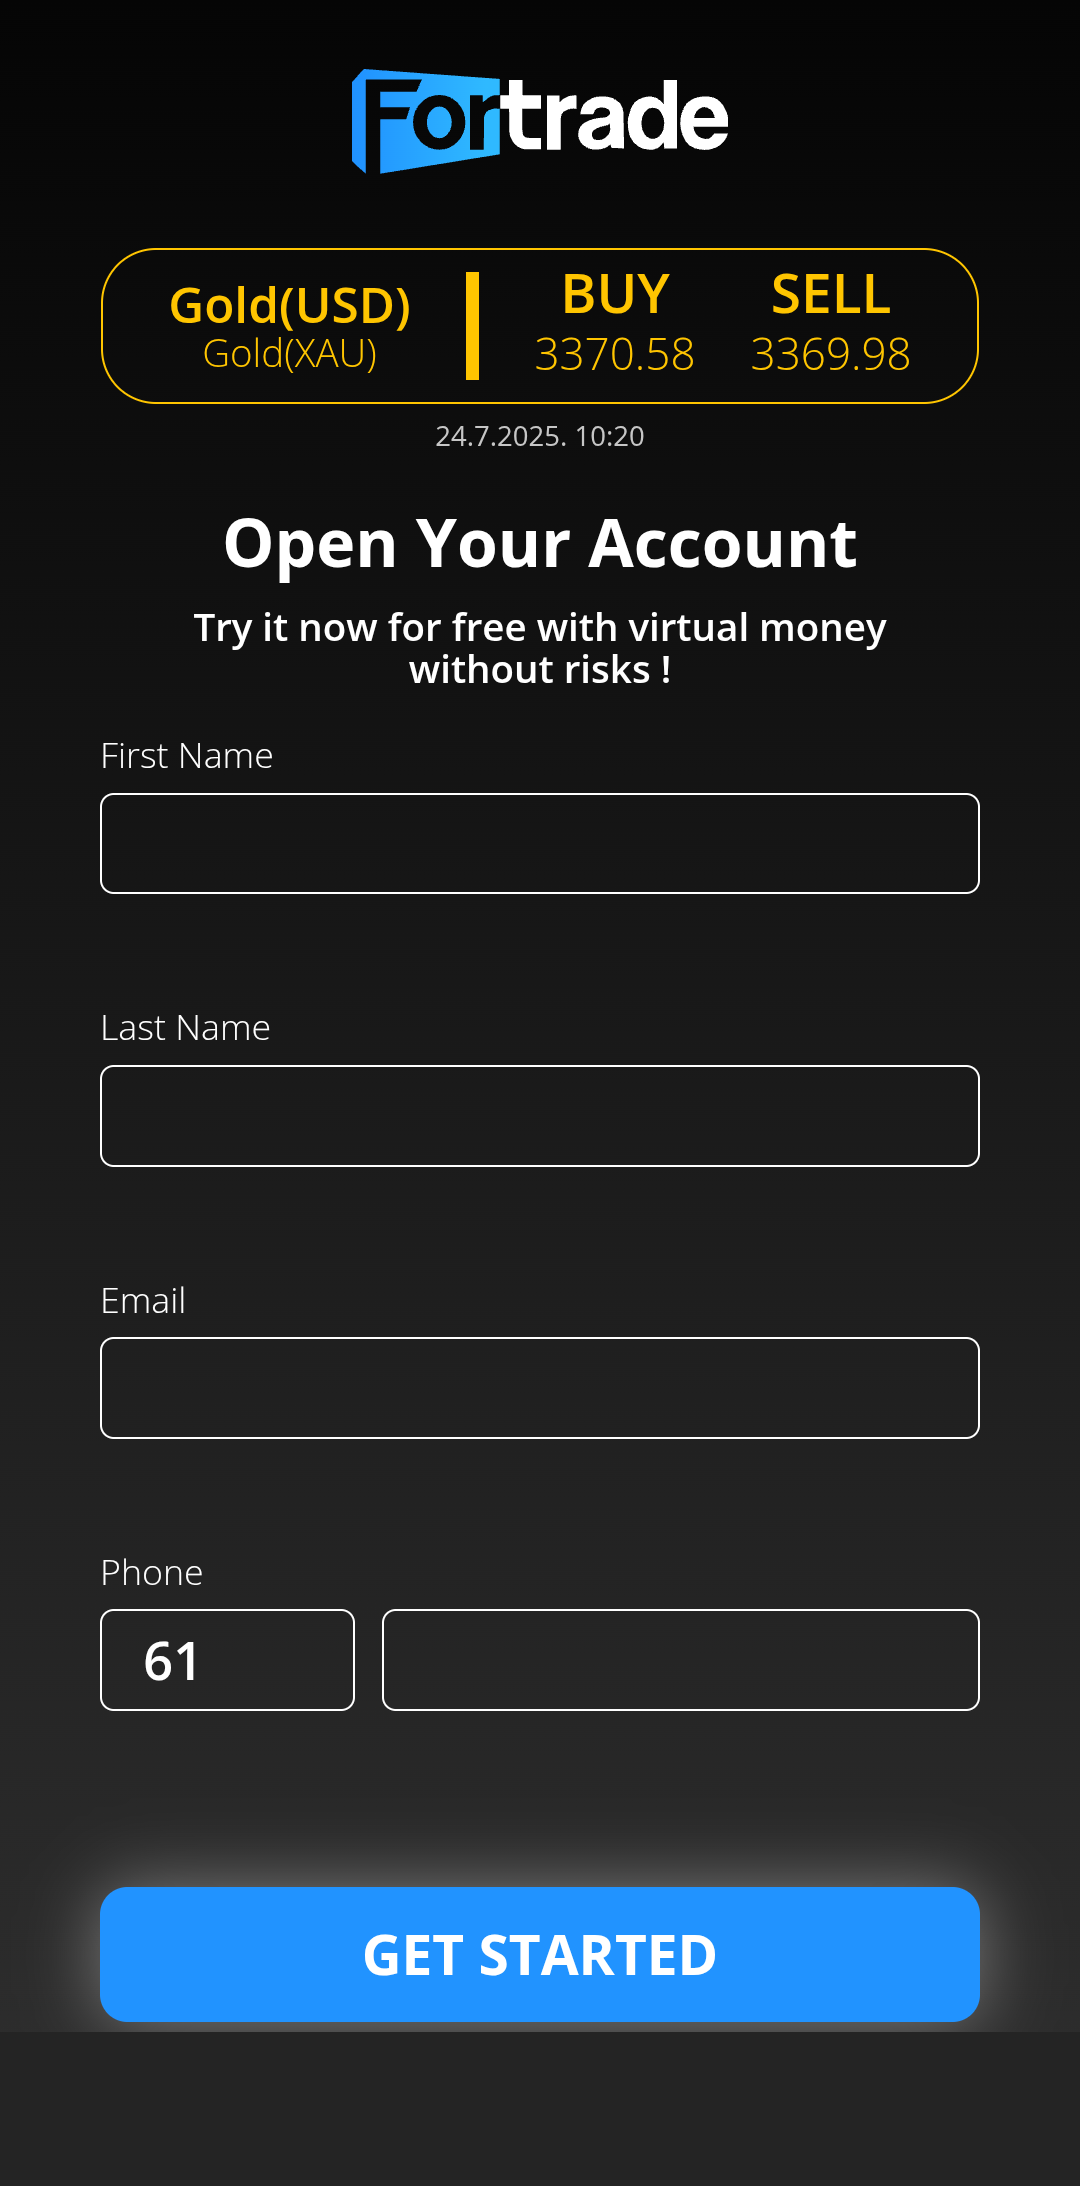 Fortrade
Gold(USD)
Gold(XAU)
BUY
3370.58
SELL
3369.98
24.7.2025. 10:20
Open Your Account
Try it now for free with virtual money
without risks !
First Name
Last Name
Email
Phone
61
GET STARTED